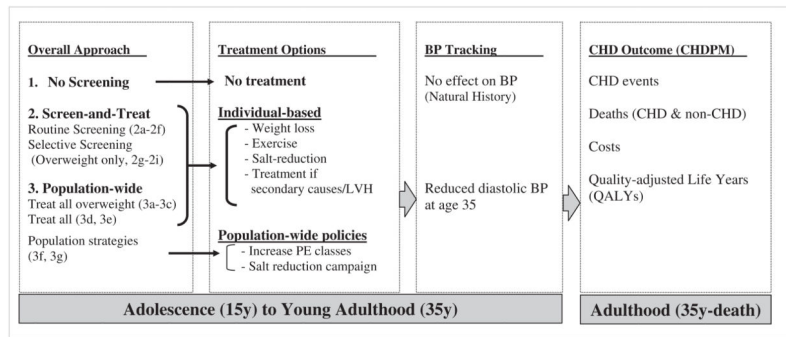 Overall Approach
1. No Screening
2. Screen-and-Treat
Routine Screening (2a-2f)
Selective Screening
(Overweight only, 2g-2i)
3. Population-wide
Treat all overweight (3a-3c)
Treat all (3d, 3e)
Population strategies
(3f, 3g)
Treatment Options
No treatment
Individual-based
- Weight loss
- Exercise
- Salt-reduction
- Treatment if
secondary causes/LVH
Population-wide policies
- Increase PE classes
- Salt reduction campaign
BP Tracking
No effect on BP
(Natural History)
Reduced diastolic BP
at age 35
CHD Outcome (CHDPM)
CHD events
Deaths (CHD & non-CHD)
Costs
Quality-adjusted Life Years
(QALYs)
Adolescence (15y) to Young Adulthood (35y)
Adulthood (35y-death)